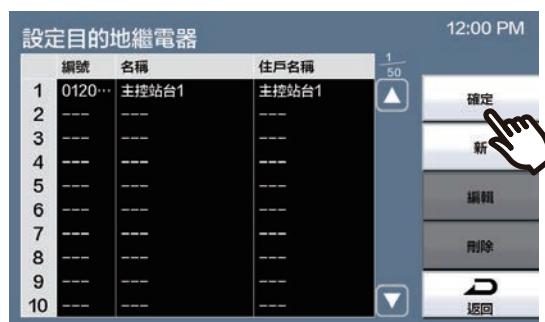 設定目的地繼電器
12:00 PM
編號 名稱 住戶名稱
1
50
1 0120··· 主控站台1 主控站台1
2 --- --- ---
3 --- --- ---
4 --- --- ---
5 --- --- ---
6 --- --- ---
7 --- --- ---
8 --- --- ---
9 --- --- ---
10 --- --- ---
確定
新
編輯
刪除
返回